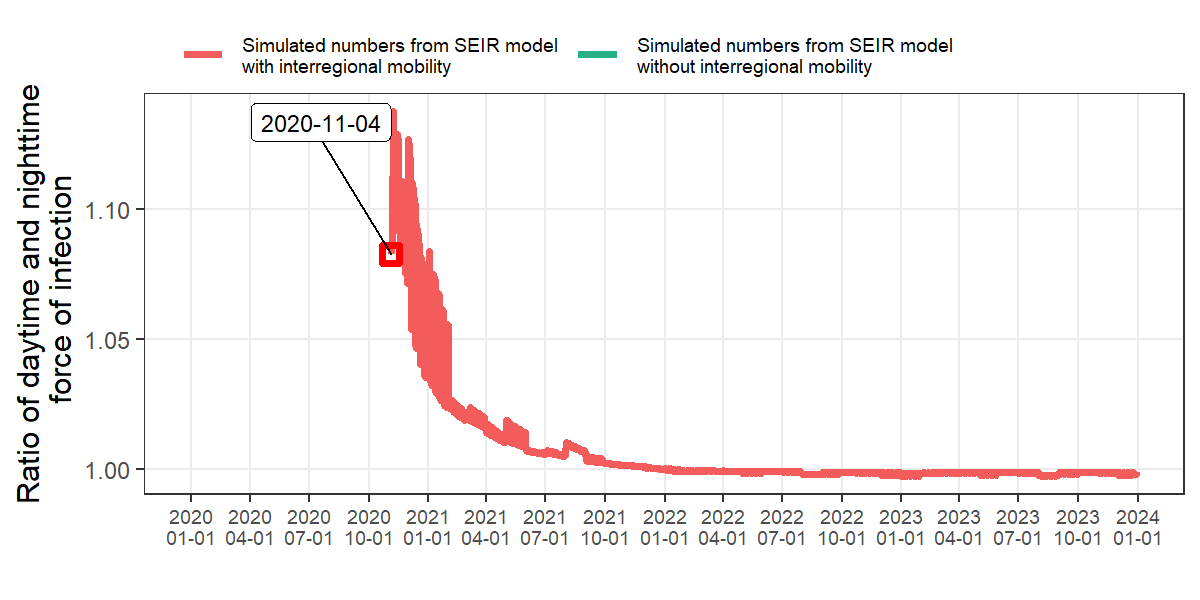 Simulated numbers from SEIR model
with interregional mobility
Simulated numbers from SEIR model
without interregional mobility
Ratio of daytime and nighttime
force of infection
2020-11-04
1.10
1.05
1.00
2020 2020 2020 2020 2021 2021 2021 2021 2022 2022 2022 2022 2023 2023 2023 2023 2024
01-01 04-01 07-01 10-01 01-01 04-01 07-01 10-01 01-01 04-01 07-01 10-01 01-01 04-01 07-01 10-01 01-01